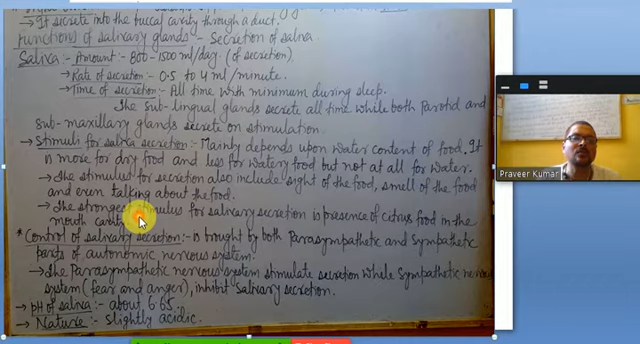 → It secrete into the buccal cavity through a duct.
Functions of salivary glands - Secretion of saliva.
Saliva - Amount - 800 - 1500 ml/day. (of secretion).
→ Rate of secretion - 0.5 to 4 ml/minute.
→ Time of secretion - All time with minimum during sleep.
The Sub-lingual glands secrete all time while both Parotid and
Sub-maxillary glands secrete on stimulation.
→ Stimuli for saliva secretion - Mainly depends upon water content of food. It
is more for dry food and less for watery food but not at all for water.
→ The stimulus for secretion also include sight of the food, smell of the food
and even talking about the food.
→ The strongest stimulus for salivary secretion is presence of citrus food in the
mouth cavity
* Control of salivary secretion:- is brought by both Parasympathetic and Sympathetic
parts of autonomic nervous system.
→ The Parasympathetic nervous system stimulate secretion while Sympathetic
system (fear and anger), inhibit salivary secretion.
→ pH of saliva:- about 6.65.
→ Nature:- Slightly acidic.
Praveer Kumar